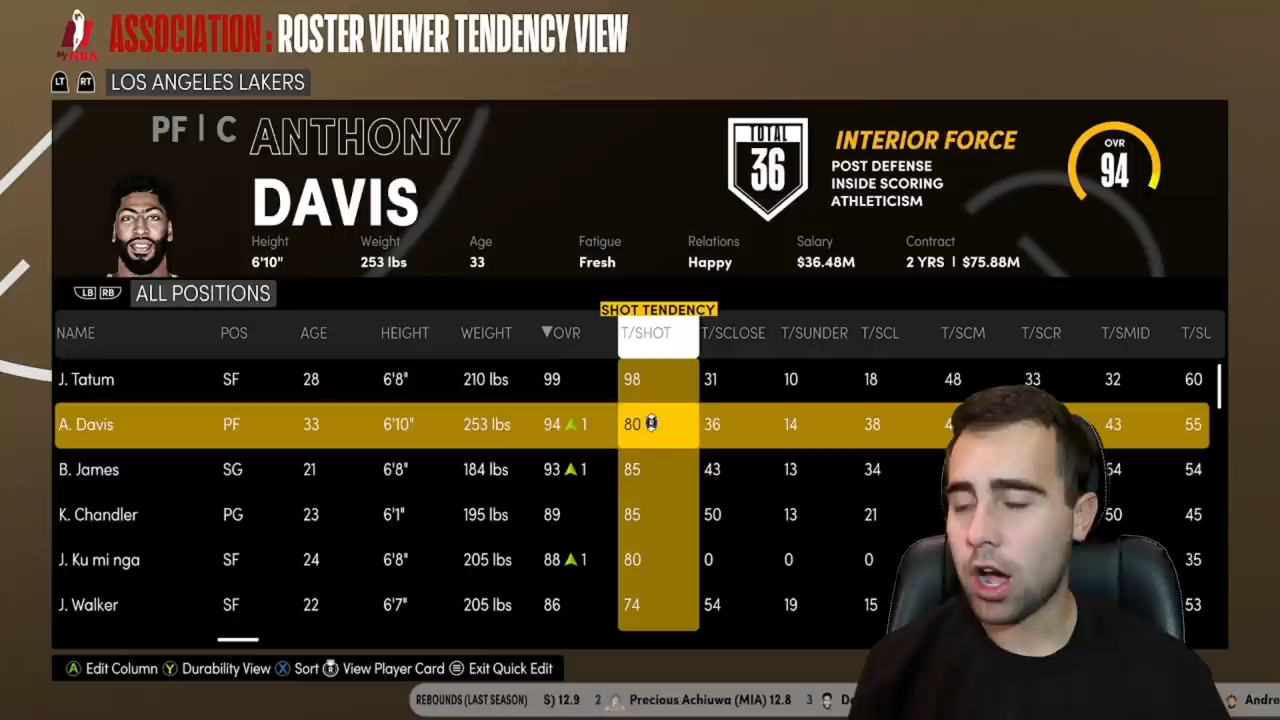 ASSOCIATION : ROSTER VIEWER TENDENCY VIEW
My NBA
LT RT LOS ANGELES LAKERS
PF | C ANTHONY
DAVIS
TOTAL
36
INTERIOR FORCE
POST DEFENSE
INSIDE SCORING
ATHLETICISM
OVR
94
Height Weight Age Fatigue Relations Salary Contract
6'10" 253 lbs 33 Fresh Happy $36.48M 2 YRS | $75.88M
LB RB ALL POSITIONS
SHOT TENDENCY
NAME POS AGE HEIGHT WEIGHT ▼OVR T/SHOT T/SCLOSE T/SUNDER T/SCL T/SCM T/SCR T/SMID T/SU
J. Tatum SF 28 6'8" 210 lbs 99 98 31 10 18 48 33 32 60
A. Davis PF 33 6'10" 253 lbs 94 1 80 R 36 14 38 43 55
B. James SG 21 6'8" 184 lbs 93 1 85 43 13 34 54 54
K. Chandler PG 23 6'1" 195 lbs 89 85 50 13 21 50 45
J. Ku mi nga SF 24 6'8" 205 lbs 88 1 80 0 0 0 35
J. Walker SF 22 6'7" 205 lbs 86 74 54 19 15 53
A Edit Column Y Durability View X Sort R View Player Card Exit Quick Edit
REBOUNDS (LAST SEASON) S) 12.9 2 Precious Achiuwa (MIA) 12.8 3